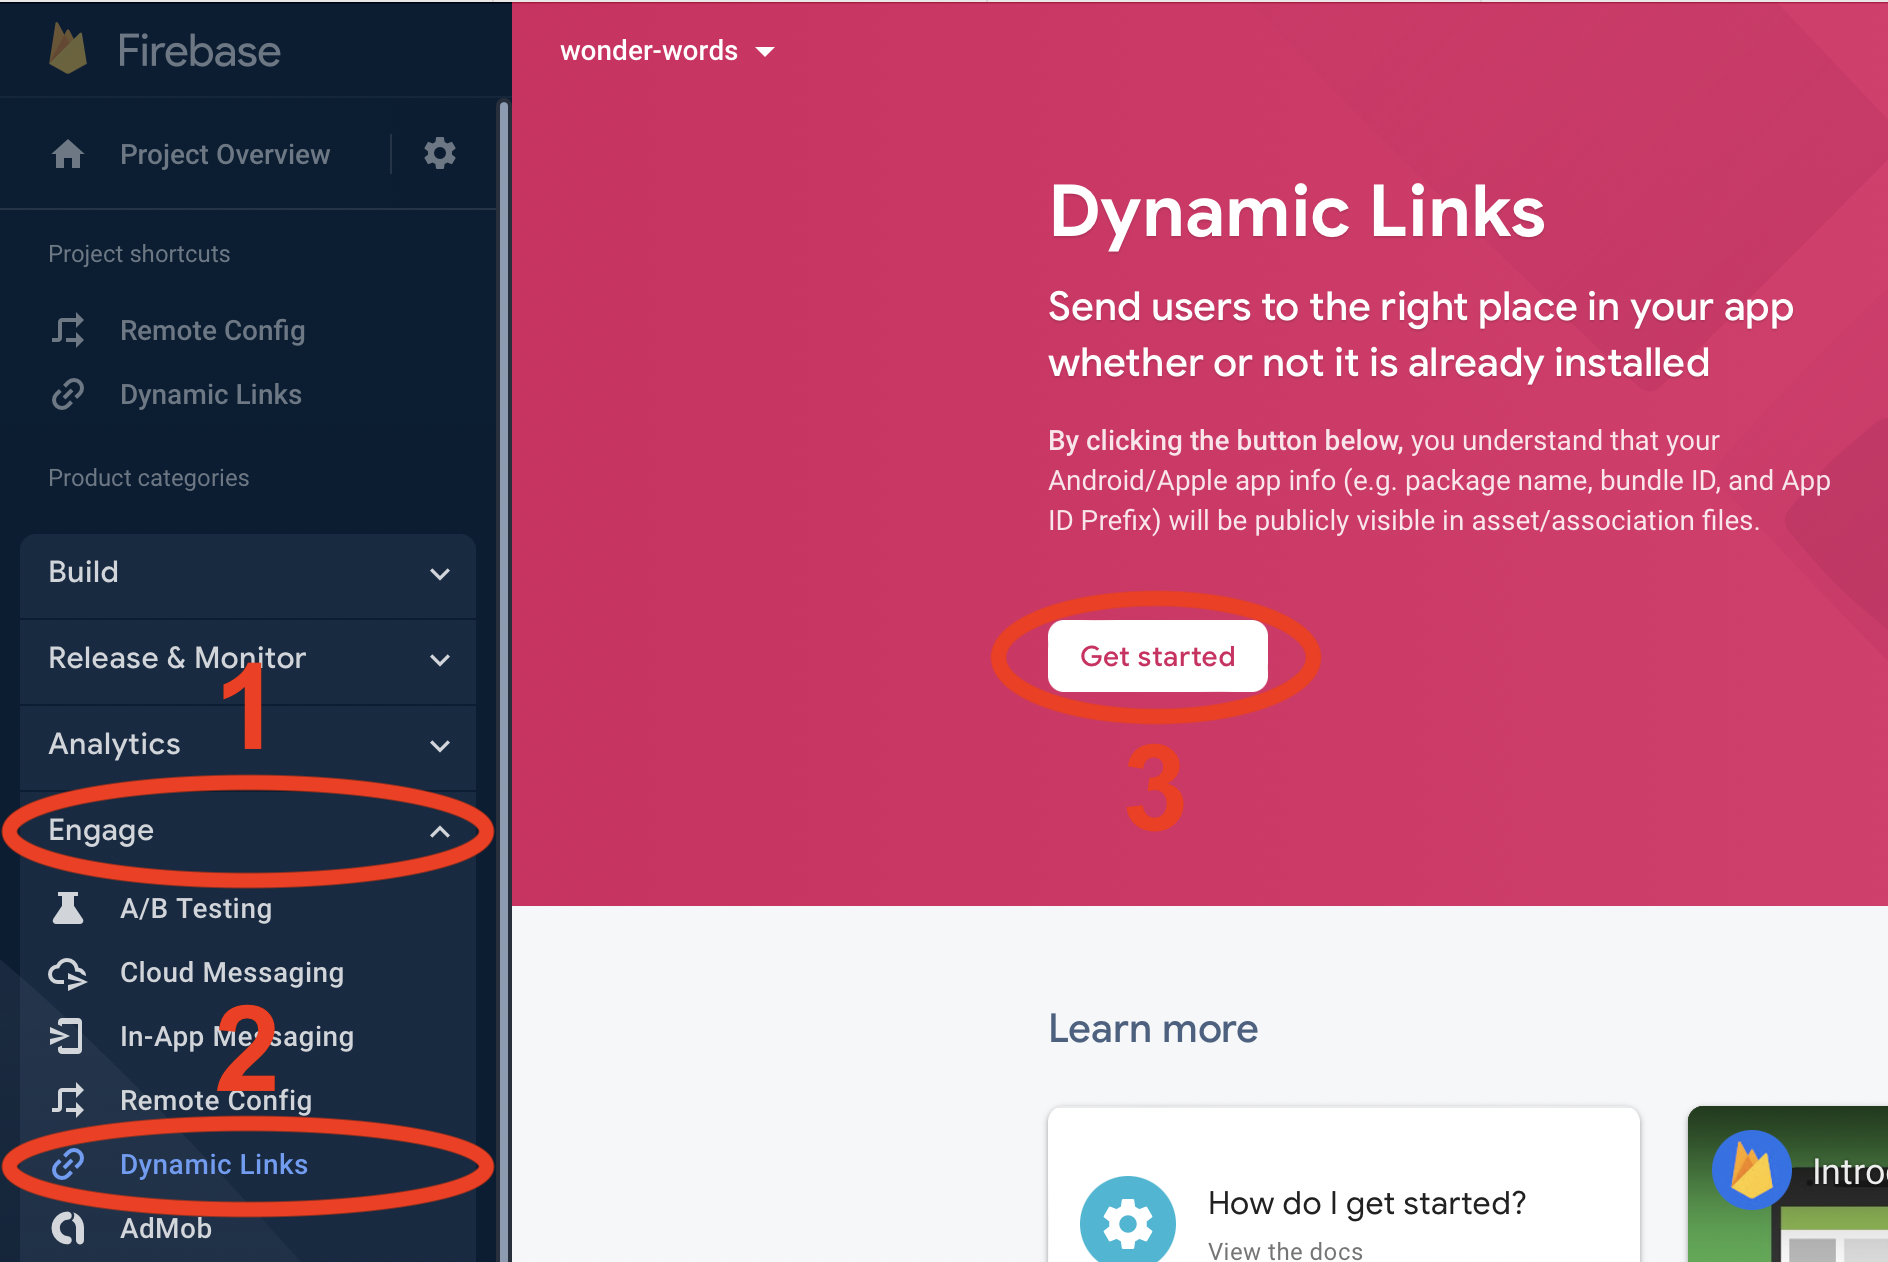 Firebase
Project Overview
Project shortcuts
Remote Config
Dynamic Links
Product categories
Build
Release & Monitor
1
Analytics
Engage
A/B Testing
Cloud Messaging
In-App Messaging
2
Remote Config
Dynamic Links
AdMob
wonder-words
Dynamic Links
Send users to the right place in your app
whether or not it is already installed
By clicking the button below, you understand that your
Android/Apple app info (e.g. package name, bundle ID, and App
ID Prefix) will be publicly visible in asset/association files.
Get started
3
Learn more
How do I get started?
View the docs